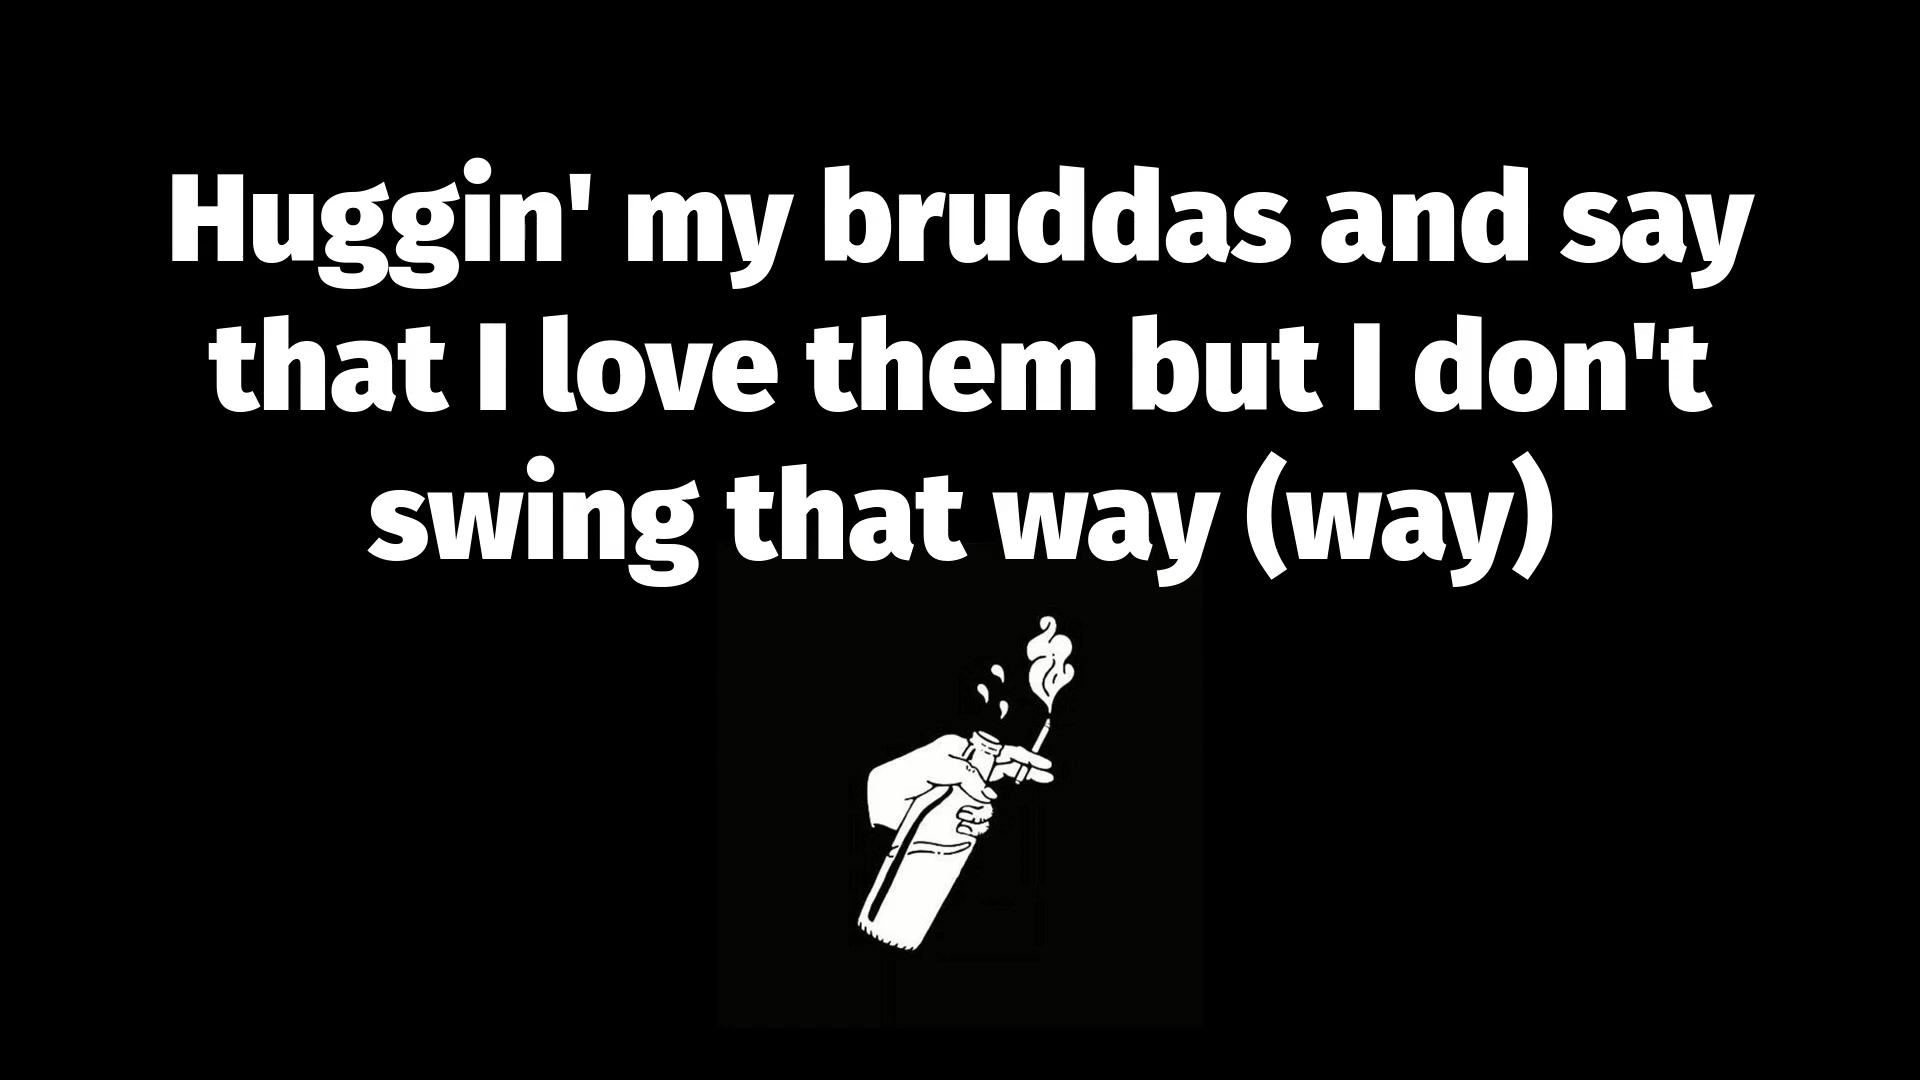 Huggin' my bruddas and say
that I love them but I don't
swing that way (way)